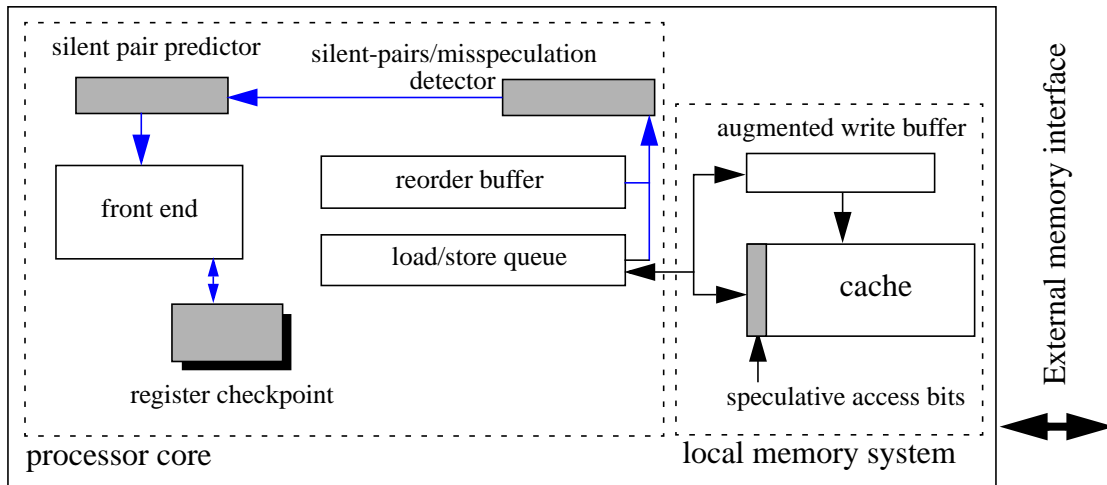 silent pair predictor
silent-pairs/misspeculation
detector
augmented write buffer
reorder buffer
front end
load/store queue
cache
register checkpoint
speculative access bits
processor core
local memory system
External memory interface